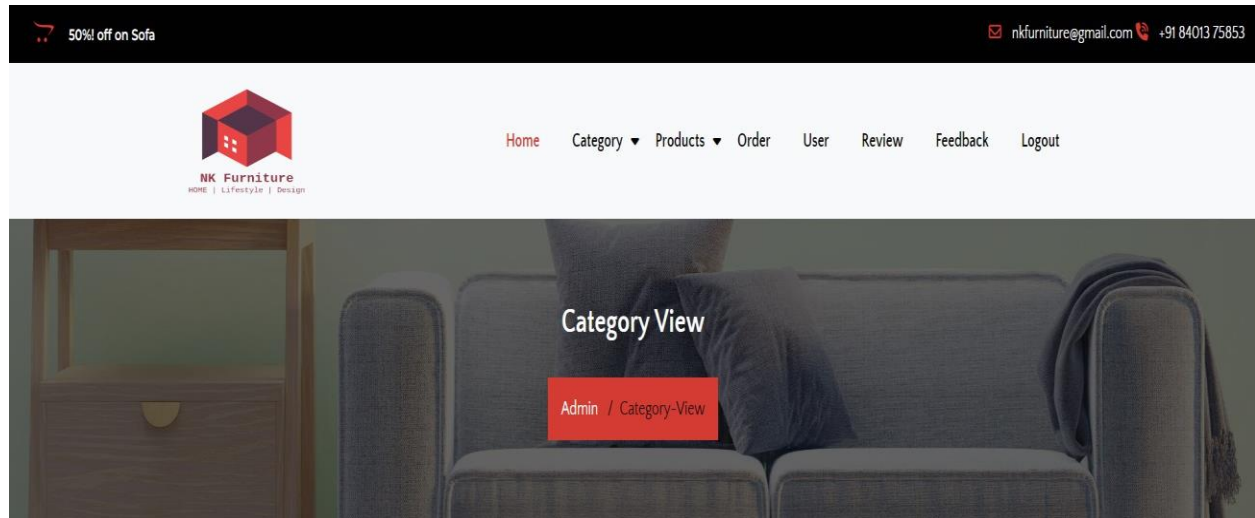 50%! off on Sofa
nkfurniture@gmail.com +91 84013 75853
NK Furniture
HOME | Lifestyle | Design
Home Category Products Order User Review Feedback Logout
Category View
Admin / Category-View